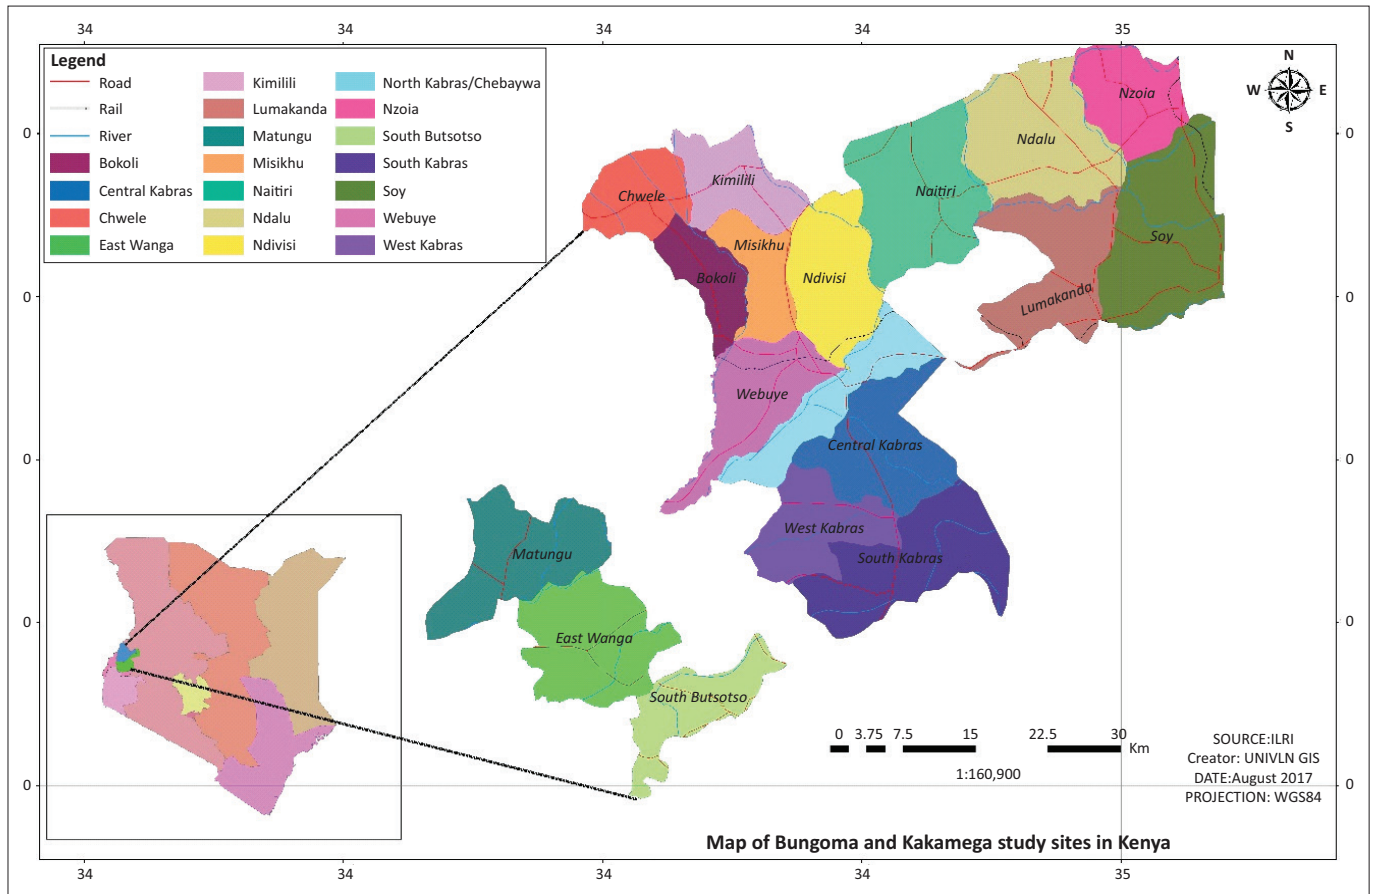 34 34 34 34 35
Legend
Road Kimilili North Kabras/Chebaywa
Rail Lumakanda Nzoia
River Matungu South Butsotso
Bokoli Misikhu South Kabras
Central Kabras Naitiri Soy
Chwele Ndalu Webuye
East Wanga Ndivisi West Kabras
N
W E
S
0 0
0 0
0 0
0 0
0 0
Nzoia
Ndalu
Kimilili
Chwele
Naitiri
Misikhu
Soy
Bokoli
Ndivisi
Lumakanda
Webuye
Central Kabras
West Kabras
Matungu
South Kabras
East Wanga
South Butsotso
0 3.75 7.5 15 22.5 30
Km
1:160,900
SOURCE:ILRI
Creator: UNIVLN GIS
DATE:August 2017
PROJECTION: WGS84
Map of Bungoma and Kakamega study sites in Kenya
34 34 34 34 35